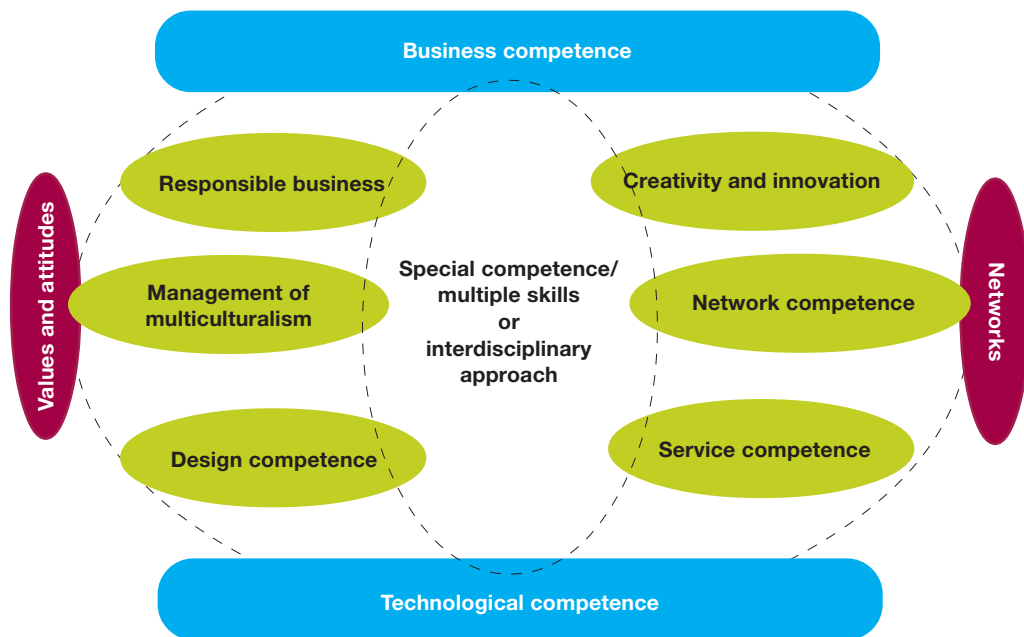 Business competence
Responsible business
Creativity and innovation
Values and attitudes
Management of
multiculturalism
Special competence/
multiple skills
or
interdisciplinary
approach
Network competence
Networks
Design competence
Service competence
Technological competence